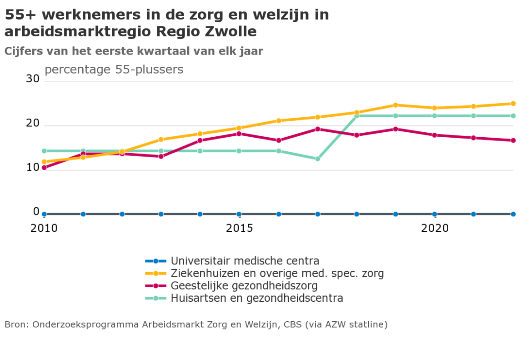 55+ werknemers in de zorg en welzijn in
arbeidsmarktregio Regio Zwolle
Cijfers van het eerste kwartaal van elk jaar
percentage 55-plussers
30
20
10
0
2010 2015 2020
Universitair medische centra
Ziekenhuizen en overige med. spec. zorg
Geestelijke gezondheidszorg
Huisartsen en gezondheidscentra
Bron: Onderzoeksprogramma Arbeidsmarkt Zorg en Welzijn, CBS (via AZW statline)